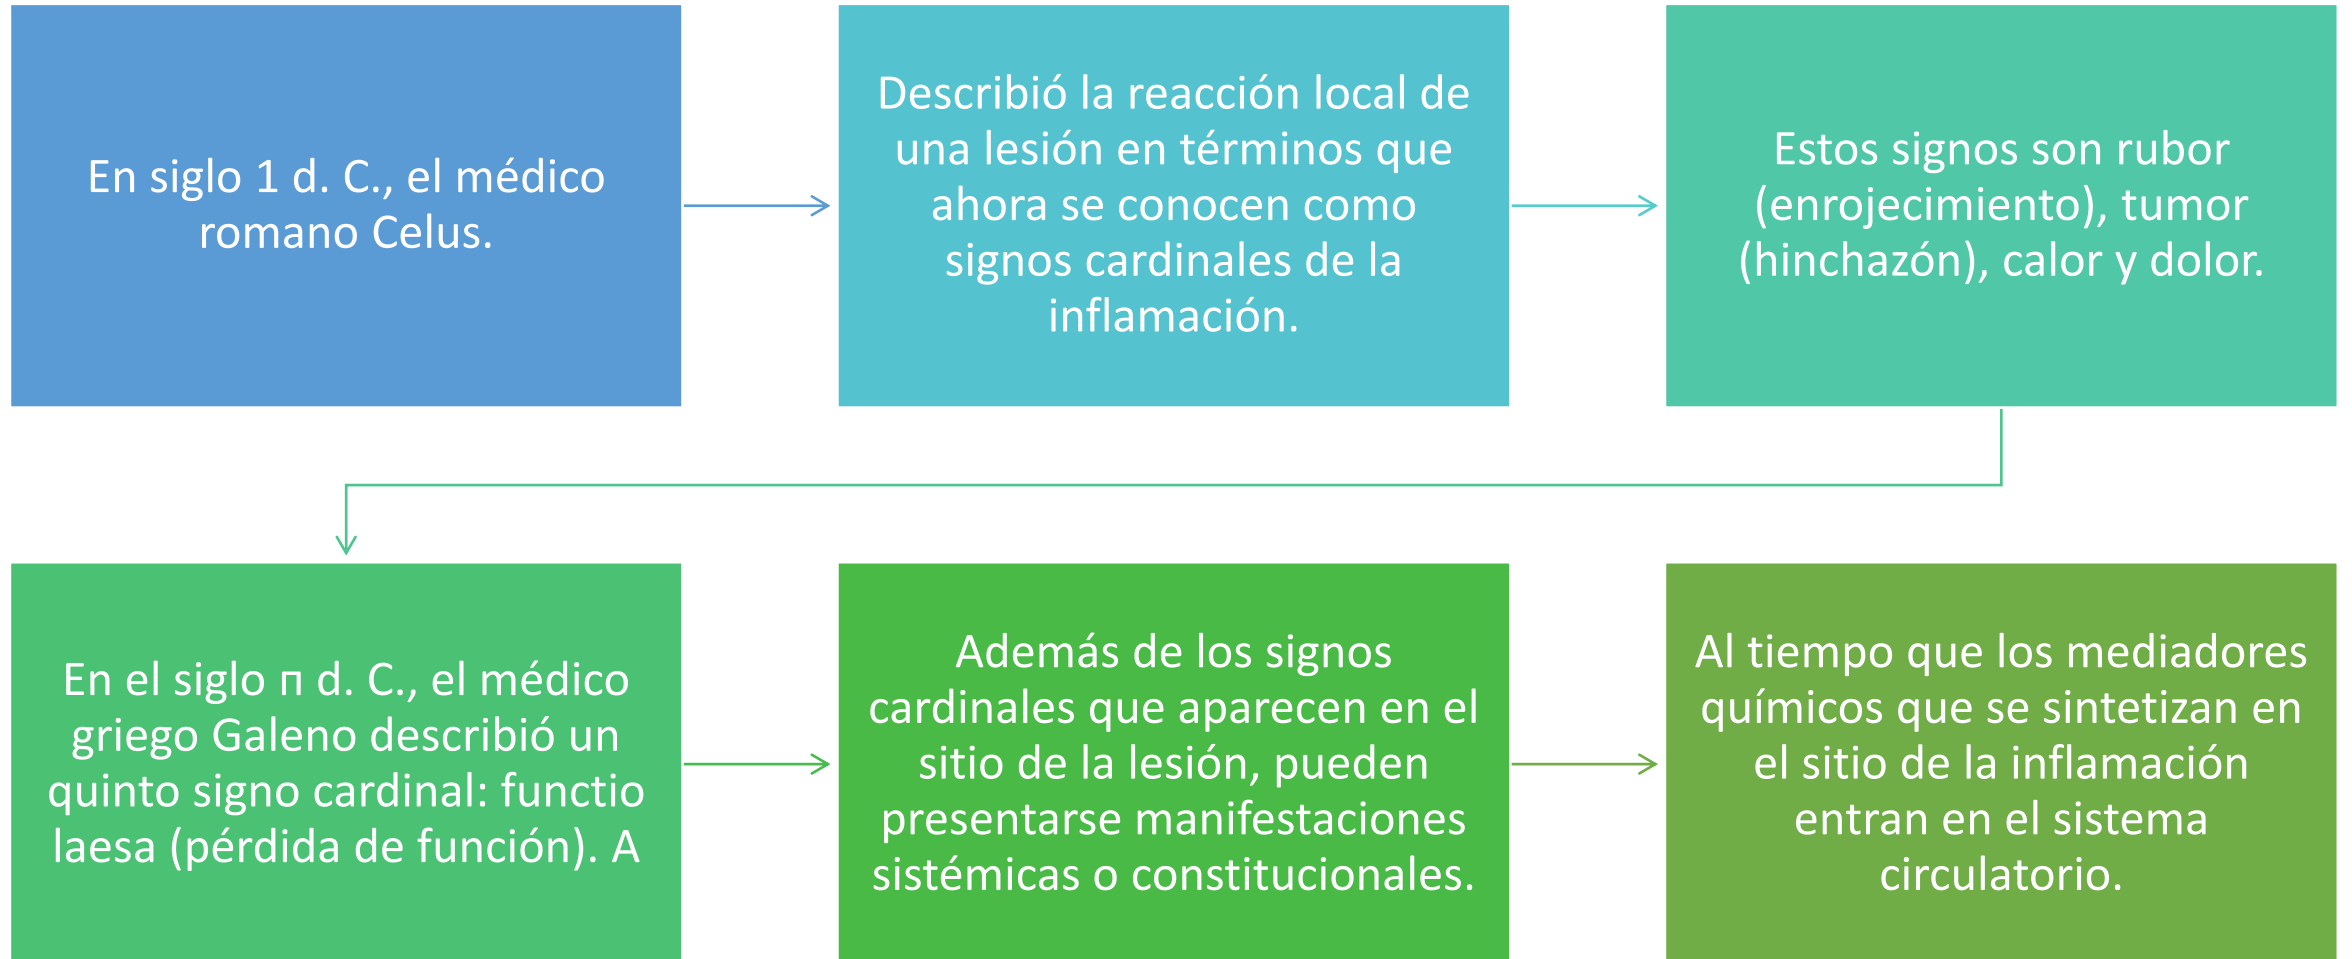 En siglo 1 d. C., el médico
romano Celus.
Describió la reacción local de
una lesión en términos que
ahora se conocen como
signos cardinales de la
inflamación.
Estos signos son rubor
(enrojecimiento), tumor
(hinchazón), calor y dolor.
En el siglo п d. C., el médico
griego Galeno describió un
quinto signo cardinal: functio
laesa (pérdida de función). A
Además de los signos
cardinales que aparecen en el
sitio de la lesión, pueden
presentarse manifestaciones
sistémicas o constitucionales.
Al tiempo que los mediadores
químicos que se sintetizan en
el sitio de la inflamación
entran en el sistema
circulatorio.